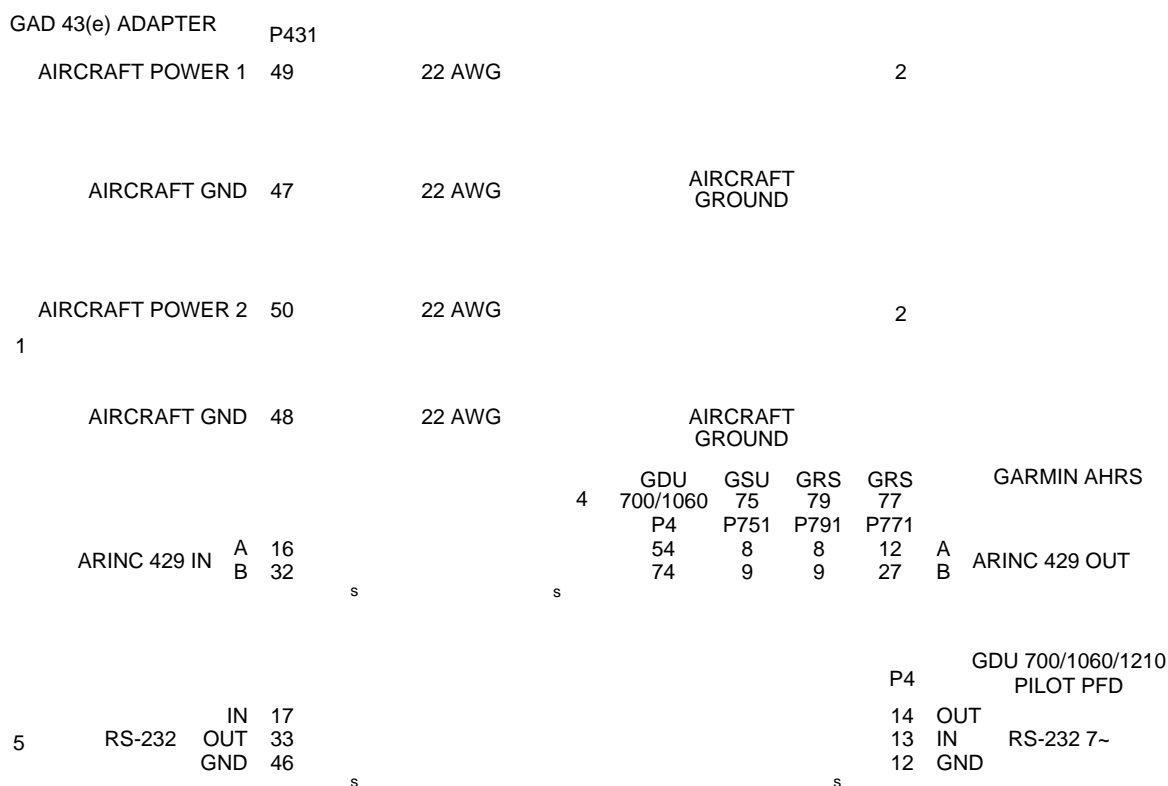 GAD 43(e) ADAPTER P431
AIRCRAFT POWER 1 49 22 AWG 2
AIRCRAFT GND 47 22 AWG AIRCRAFT
GROUND
AIRCRAFT POWER 2 50 22 AWG 2
1
AIRCRAFT GND 48 22 AWG AIRCRAFT
GROUND
GDU GSU GRS GRS GARMIN AHRS
4 700/1060 75 79 77
P4 P751 P791 P771
A 16 54 8 8 12 A
ARINC 429 IN ARINC 429 OUT
B 32 74 9 9 27 B
s s
GDU 700/1060/1210
P4 PILOT PFD
IN 17 14 OUT
5 RS-232 OUT 33 13 IN RS-232 7~
GND 46 12 GND
s s